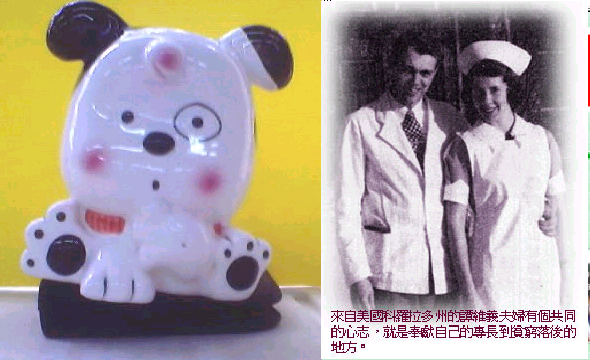 來自美國科羅拉多州的譚維義夫婦有個共同
的心志，就是奉獻自己的專長到貧窮落後的
地方。